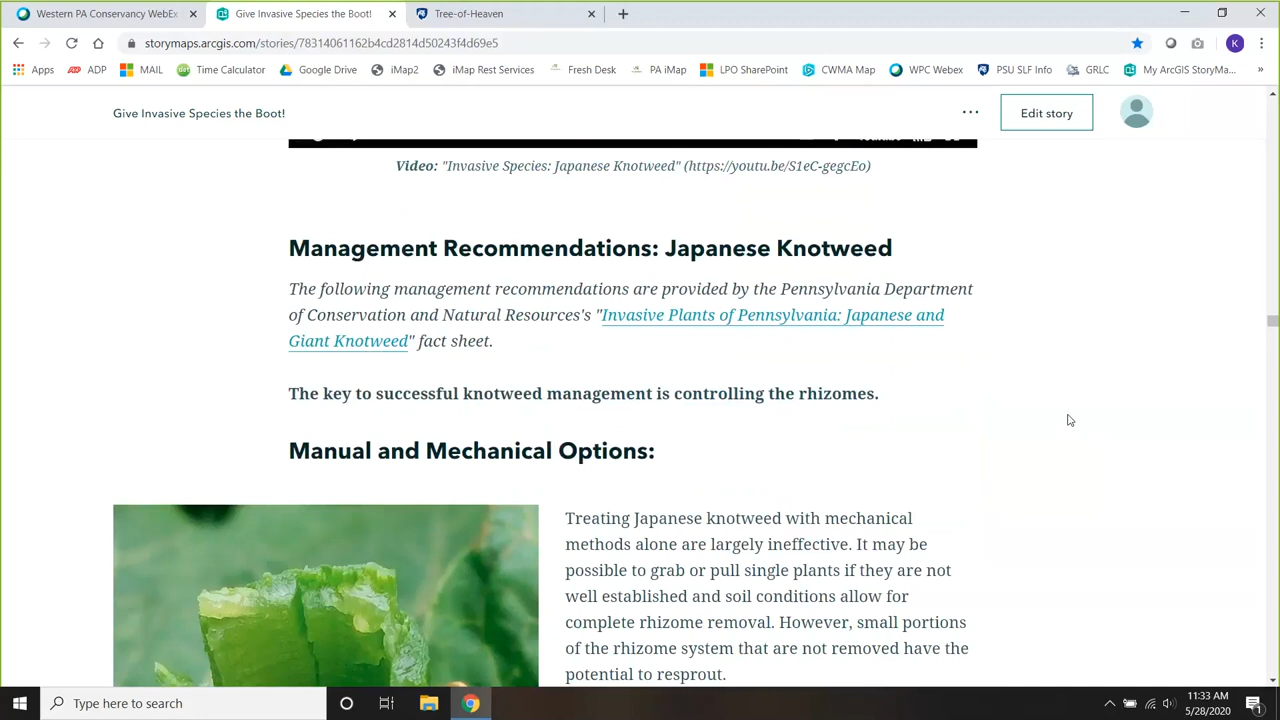 Western PA Conservancy WebEx
Give Invasive Species the Boot!
Tree-of-Heaven
storymaps.arcgis.com/stories/78314061162b4cd2814d50243f4d69e5
K
Apps
ADP
MAIL
Time Calculator
Google Drive
iMap2
iMap Rest Services
Fresh Desk
PA iMap
LPO SharePoint
CWMA Map
WPC Webex
PSU SLF Info
GRLC
My ArcGIS StoryMa...
Give Invasive Species the Boot!
Edit story
Video: "Invasive Species: Japanese Knotweed" (https://youtu.be/S1eC-gegcEo)
Management Recommendations: Japanese Knotweed
The following management recommendations are provided by the Pennsylvania Department
of Conservation and Natural Resources's "Invasive Plants of Pennsylvania: Japanese and
Giant Knotweed" fact sheet.
The key to successful knotweed management is controlling the rhizomes.
Manual and Mechanical Options:
Treating Japanese knotweed with mechanical
methods alone are largely ineffective. It may be
possible to grab or pull single plants if they are not
well established and soil conditions allow for
complete rhizome removal. However, small portions
of the rhizome system that are not removed have the
potential to resprout.
Type here to search
11:33 AM
5/28/2020
1